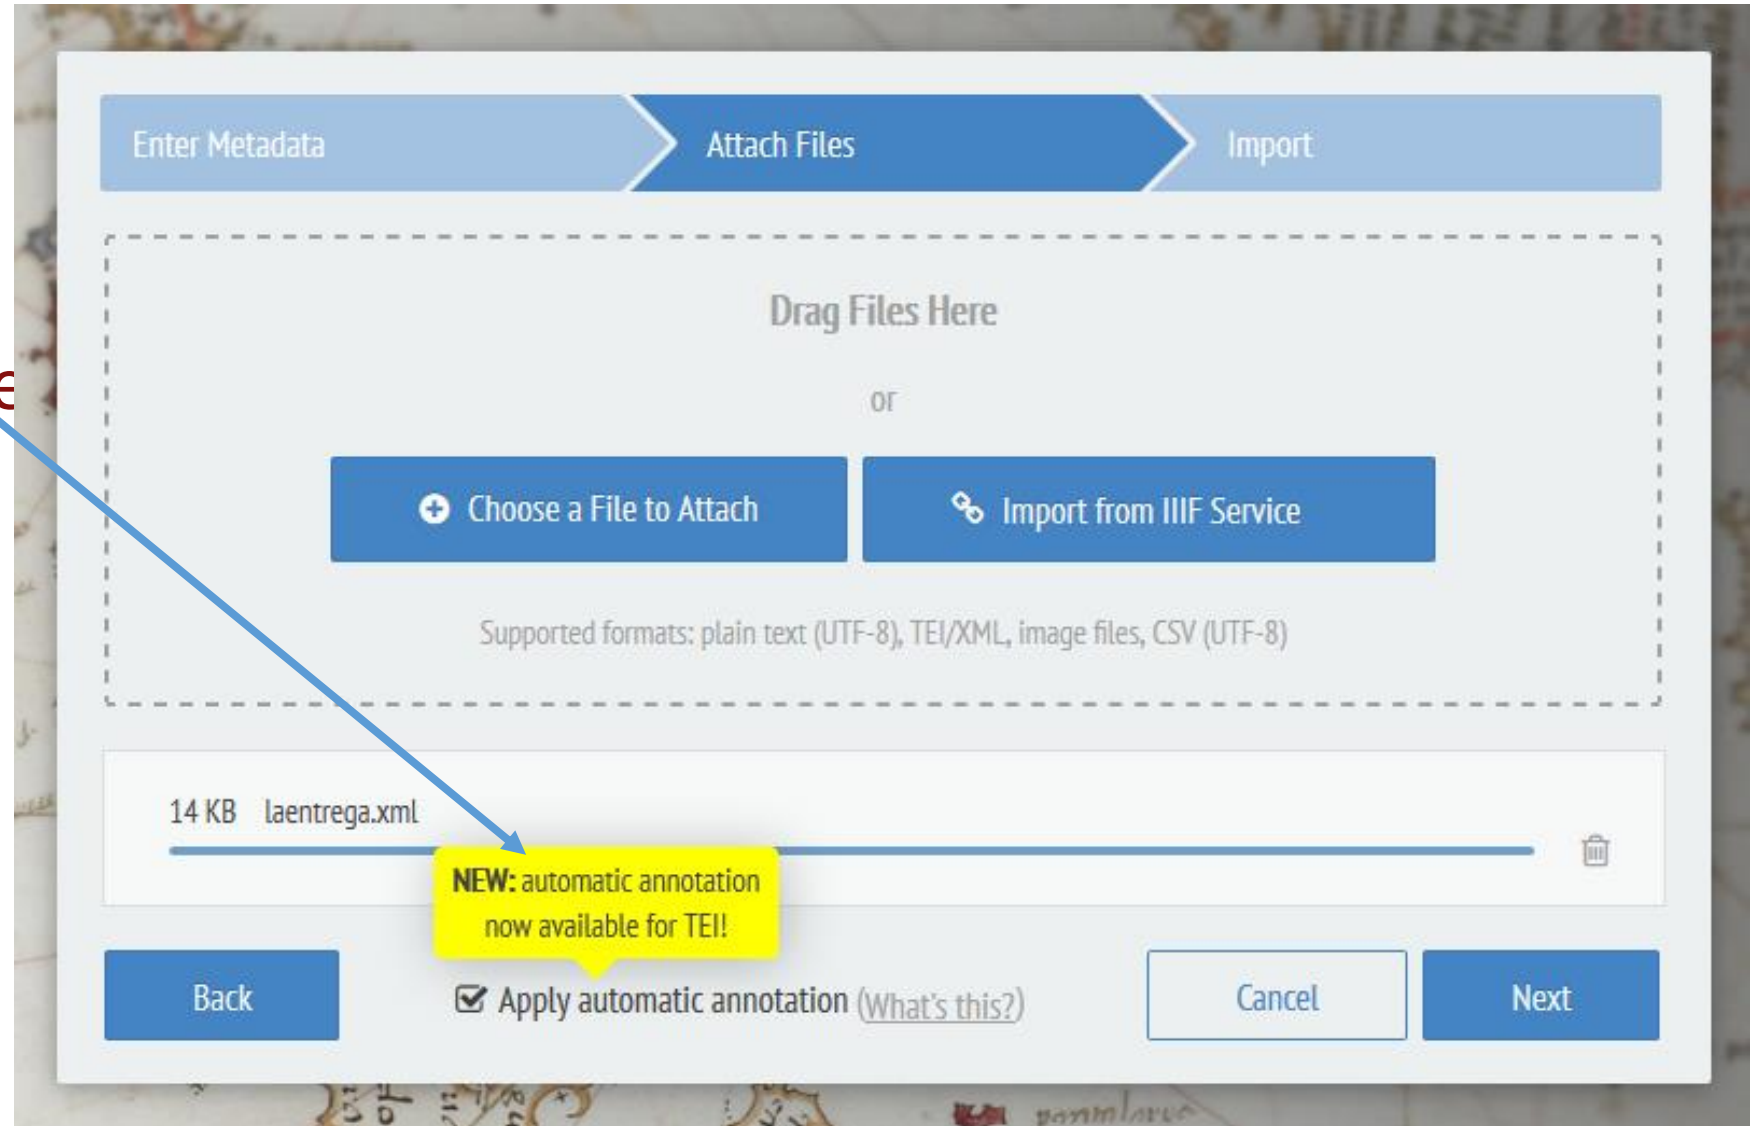 Enter Metadata
Attach Files
Import
Drag Files Here
or
Choose a File to Attach
Import from IIIF Service
Supported formats: plain text (UTF-8), TEI/XML, image files, CSV (UTF-8)
e
14 KB laentrega.xml
NEW: automatic annotation
now available for TEI!
Back
Apply automatic annotation (What's this?)
Cancel
Next